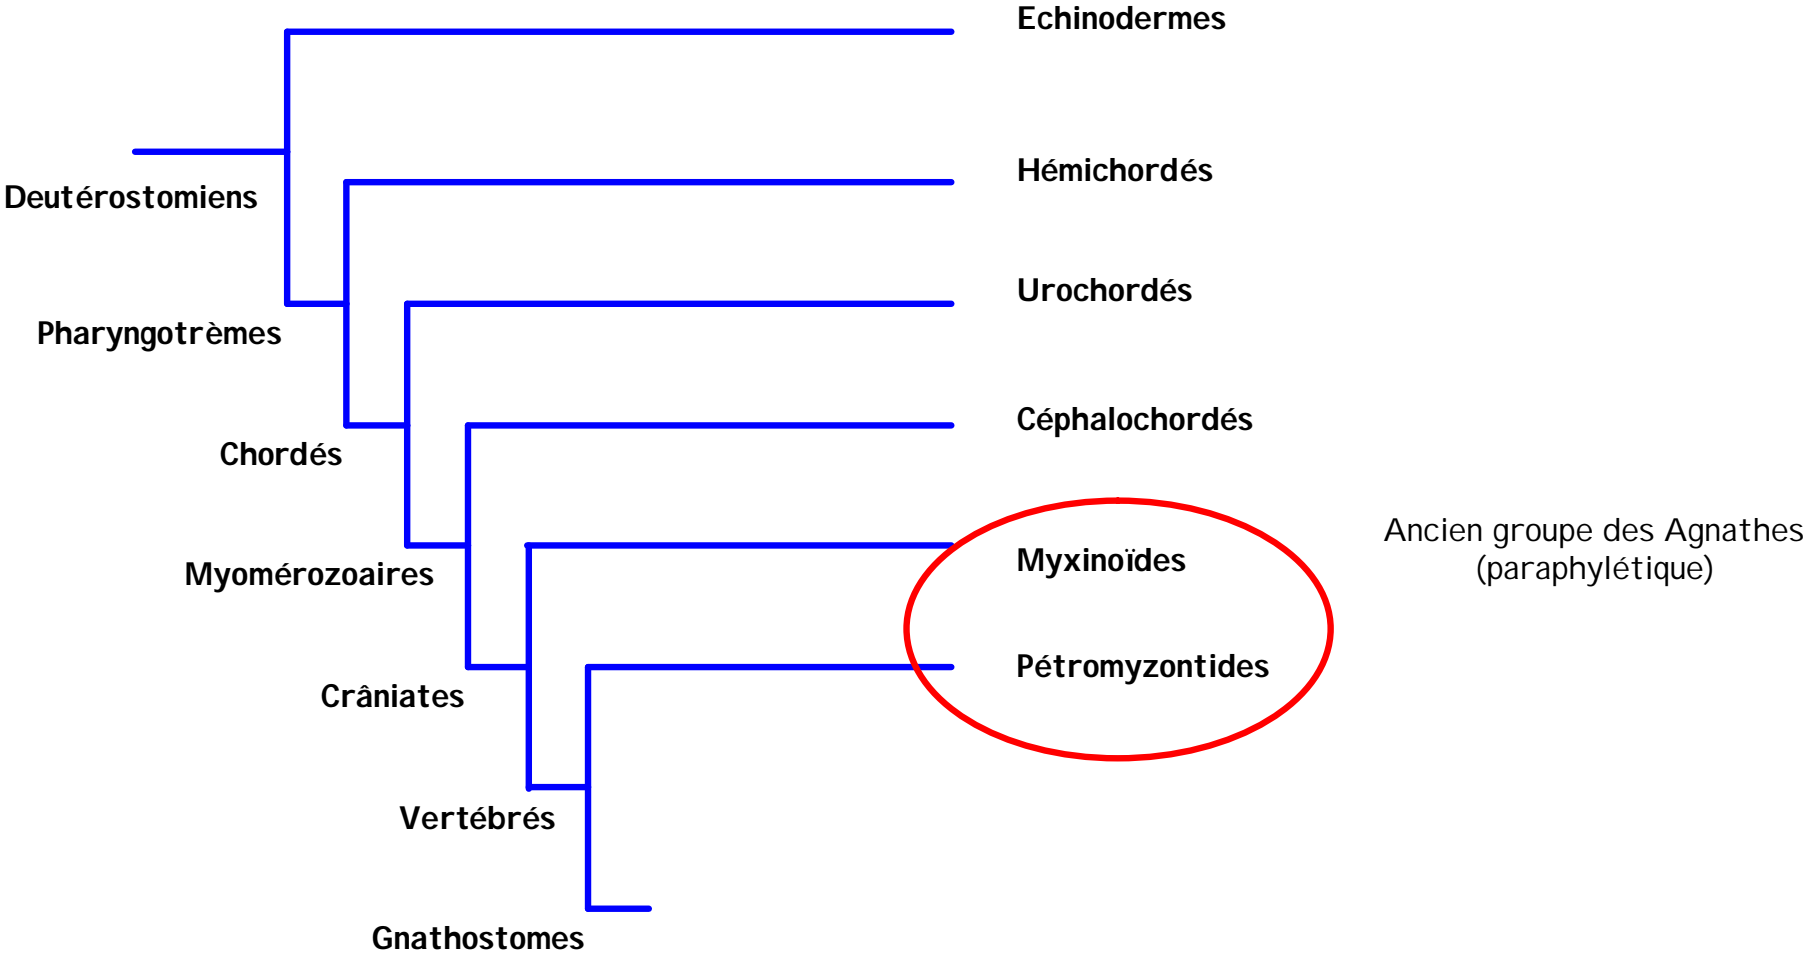 Echinodermes
Hémichordés
Deutérostomiens
Urochordés
Pharyngotrèmes
Céphalochordés
Chordés
Ancien groupe des Agnathes
(paraphylétique)
Myxinoïdes
Myomérozoaires
Pétromyzontides
Crâniates
Vertébrés
Gnathostomes